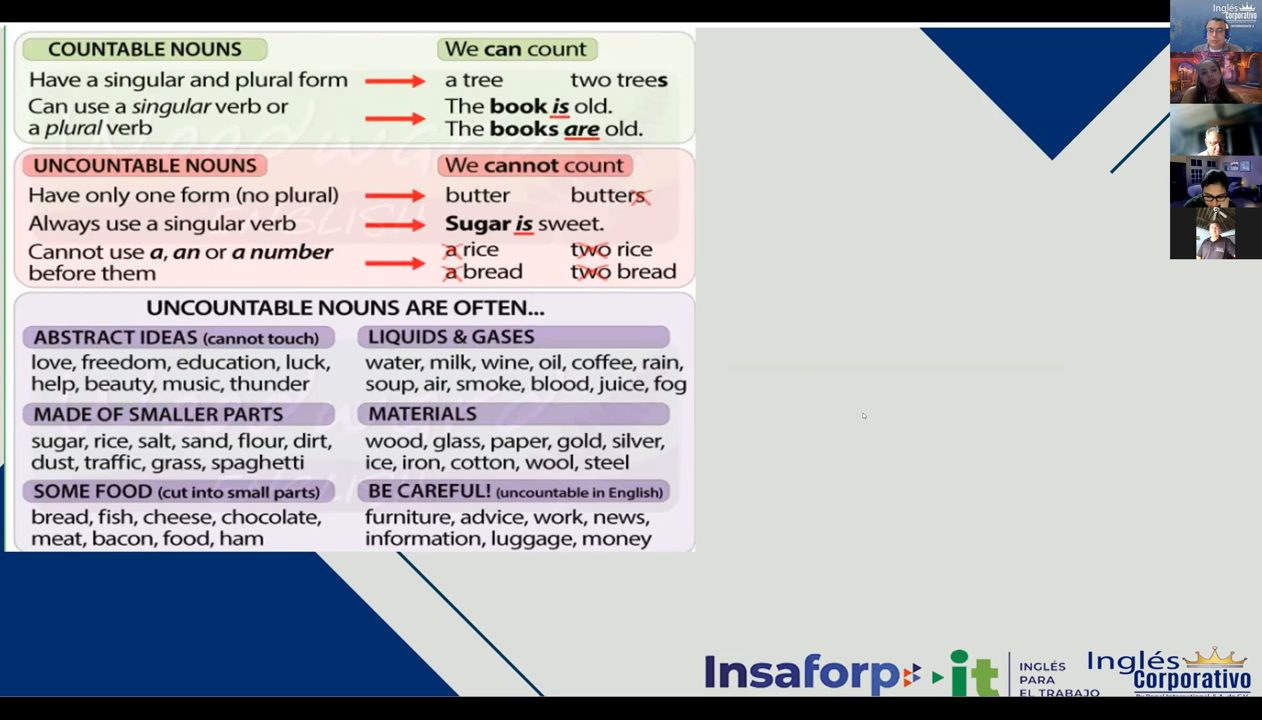 COUNTABLE NOUNS
We can count
Have a singular and plural form
a tree two trees
Can use a singular verb or
a plural verb
The book is old.
The books are old.
UNCOUNTABLE NOUNS
We cannot count
Have only one form (no plural)
butter butters
Always use a singular verb
Sugar is sweet.
Cannot use a, an or a number
before them
a rice two rice
a bread two bread
UNCOUNTABLE NOUNS ARE OFTEN...
ABSTRACT IDEAS (cannot touch)
love, freedom, education, luck,
help, beauty, music, thunder
LIQUIDS & GASES
water, milk, wine, oil, coffee, rain,
soup, air, smoke, blood, juice, fog
MADE OF SMALLER PARTS
sugar, rice, salt, sand, flour, dirt,
dust, traffic, grass, spaghetti
MATERIALS
wood, glass, paper, gold, silver,
ice, iron, cotton, wool, steel
SOME FOOD (cut into small parts)
bread, fish, cheese, chocolate,
meat, bacon, food, ham
BE CAREFUL! (uncountable in English)
furniture, advice, work, news,
information, luggage, money
Inglés
Corporativo
Insaforp
it
INGLÉS
PARA
EL TRABAJO
Inglés
Corporativo